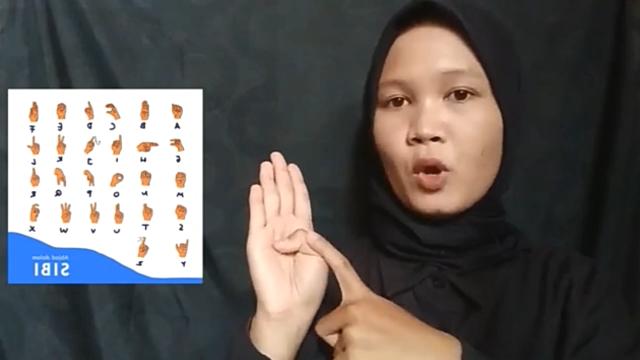 A B C D E F
G H I J K L
M N O P Q R
S T U V W X
Y Z
Abjad dalam
SIBI